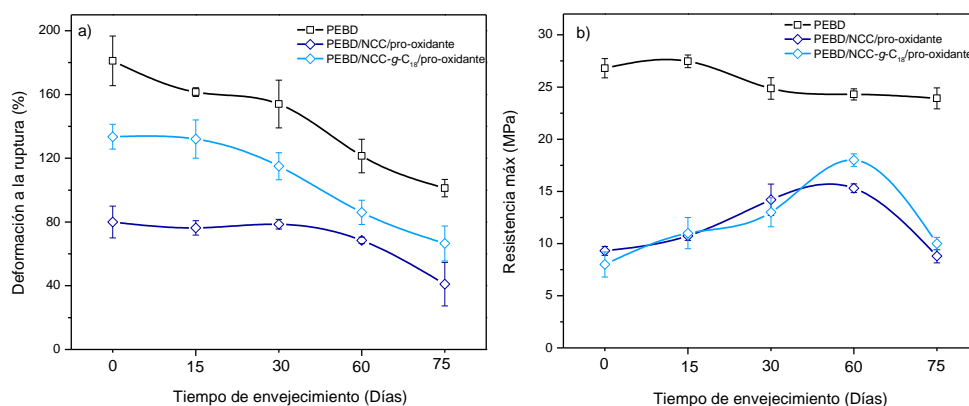 a)
PEBD
PEBD/NCC/pro-oxidante
PEBD/NCC-g-C18/pro-oxidante
Deformación a la ruptura (%)
200
160
120
80
40
0
0 15 30 60 75
Tiempo de envejecimiento (Días)
b)
PEBD
PEBD/NCC/pro-oxidante
PEBD/NCC-g-C18/pro-oxidante
Resistencia máx (MPa)
30
25
20
15
10
5
0
0 15 30 60 75
Tiempo de envejecimiento (Días)